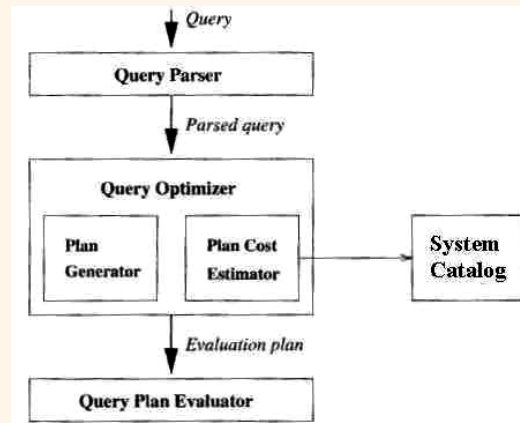 Query
Query Parser
Parsed query
Query Optimizer
Plan
Generator
Plan Cost
Estimator
System
Catalog
Evaluation plan
Query Plan Evaluator